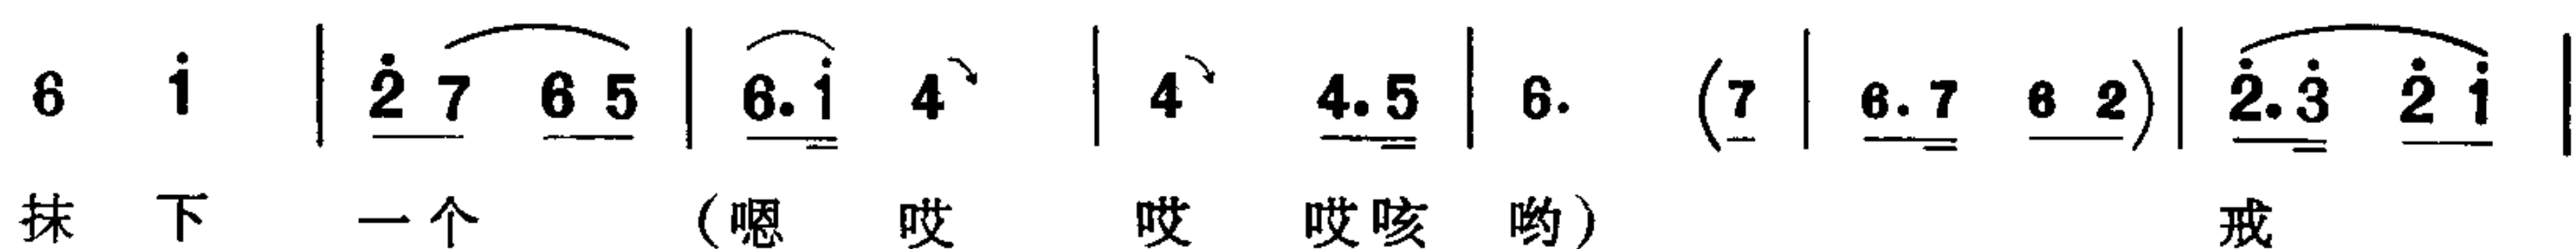 6 i̇ | 2̇ 7 6 5 | 6. i̇ 4 | 4 4. 5 | 6. (7 | 6. 7 6 2) | 2̇. 3̇ 2̇ i̇ |
抹 下 一 个 (嗯 哎 哎 哎 咳 哟) 戒